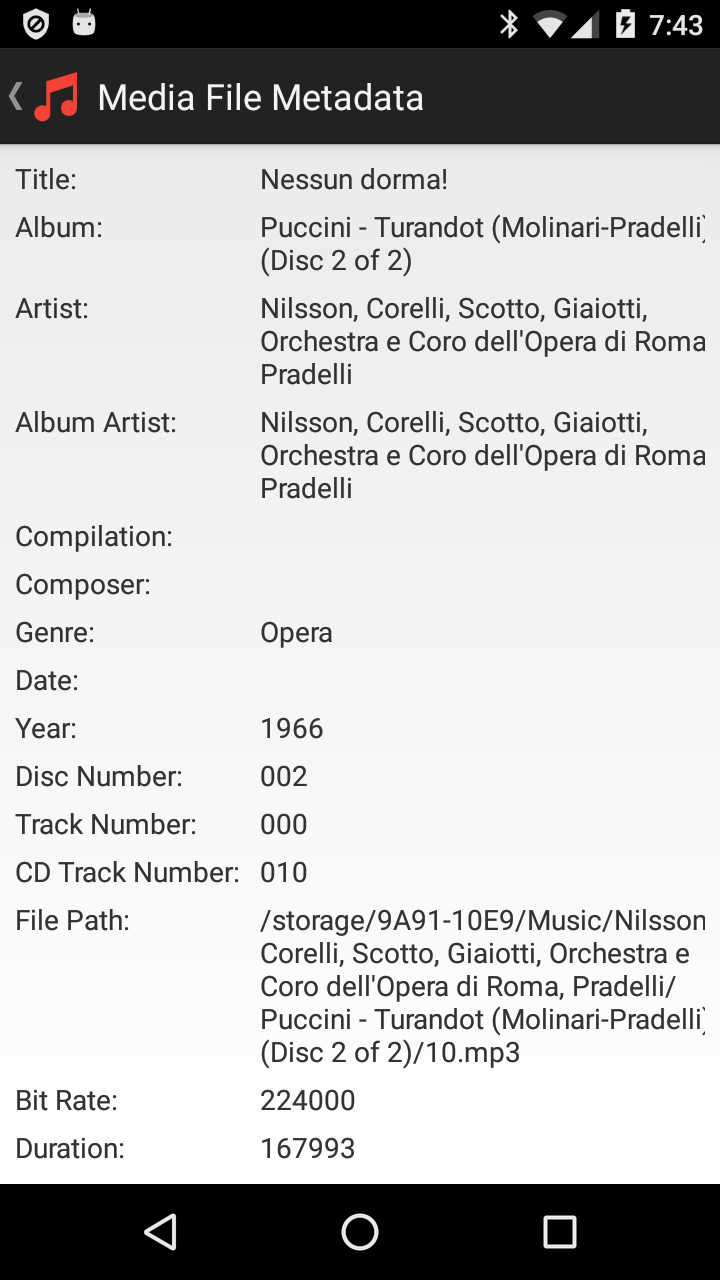 7:43
Media File Metadata
Title: Nessun dorma!
Album: Puccini - Turandot (Molinari-Pradelli)
(Disc 2 of 2)
Artist: Nilsson, Corelli, Scotto, Giaiotti,
Orchestra e Coro dell'Opera di Roma
Pradelli
Album Artist: Nilsson, Corelli, Scotto, Giaiotti,
Orchestra e Coro dell'Opera di Roma
Pradelli
Compilation:
Composer:
Genre: Opera
Date:
Year: 1966
Disc Number: 002
Track Number: 000
CD Track Number: 010
File Path: /storage/9A91-10E9/Music/Nilsson
Corelli, Scotto, Giaiotti, Orchestra e
Coro dell'Opera di Roma, Pradelli/
Puccini - Turandot (Molinari-Pradelli)
(Disc 2 of 2)/10.mp3
Bit Rate: 224000
Duration: 167993